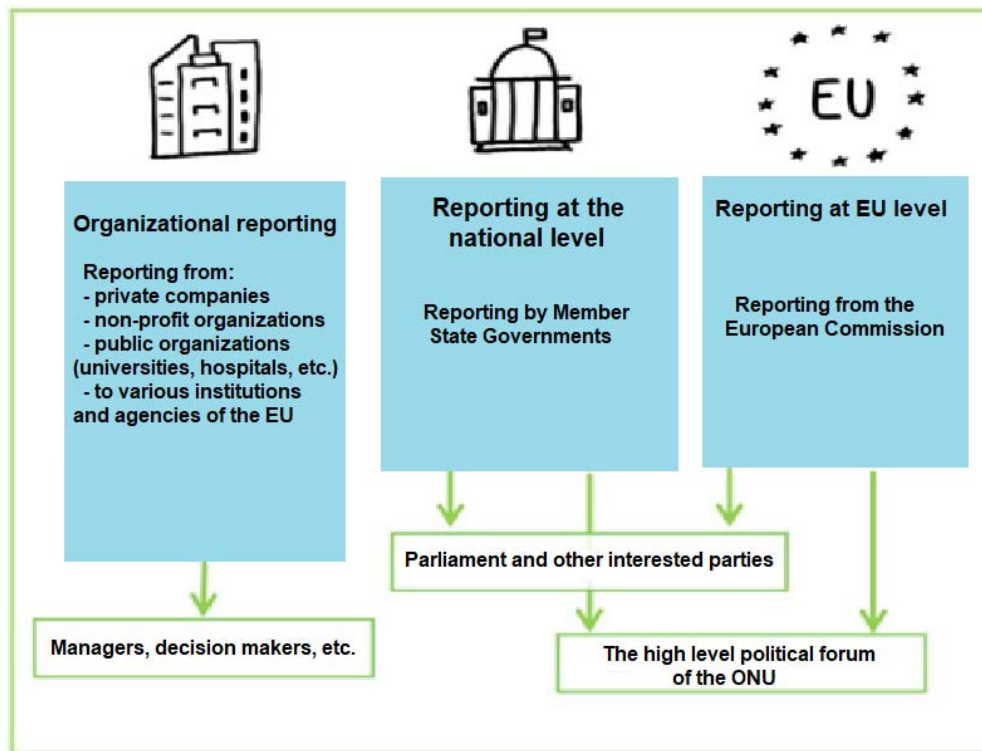 EU
Organizational reporting
Reporting from:
- private companies
- non-profit organizations
- public organizations
(universities, hospitals, etc.)
- to various institutions
and agencies of the EU
Reporting at the
national level
Reporting by Member
State Governments
Reporting at EU level
Reporting from the
European Commission
Parliament and other interested parties
Managers, decision makers, etc.
The high level political forum
of the ONU